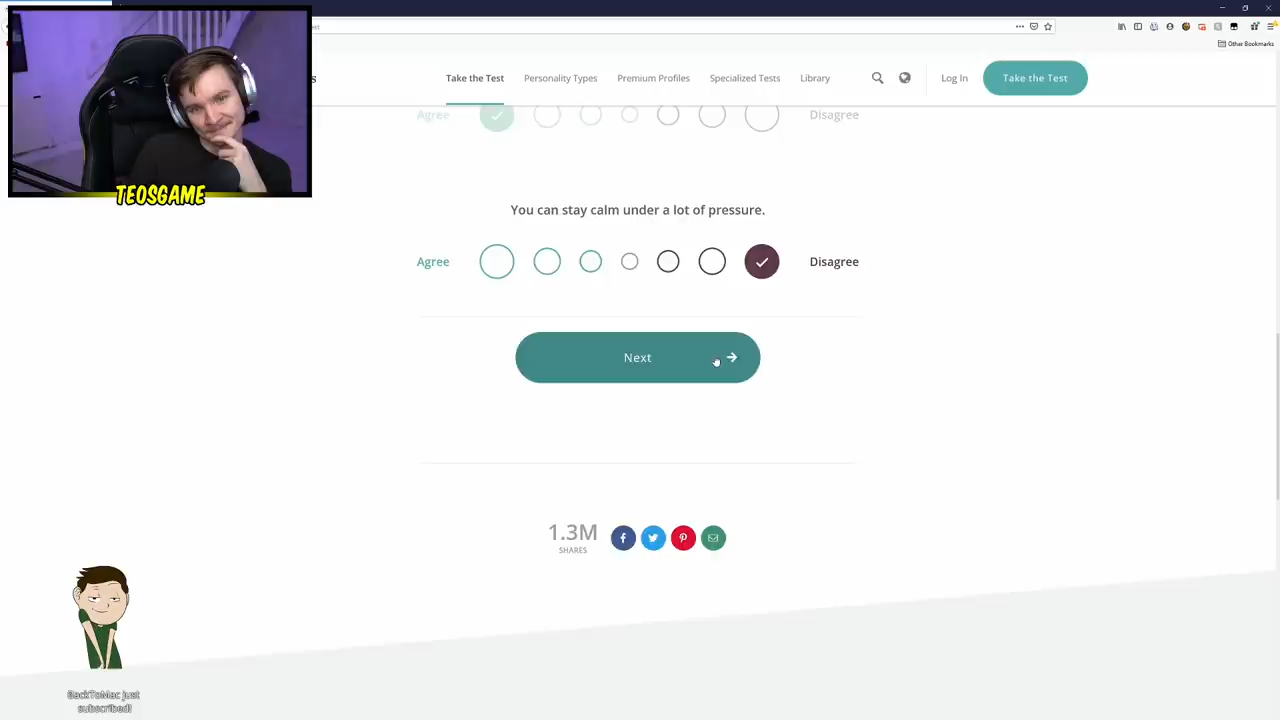 Other Bookmarks
s
Take the Test
Personality Types
Premium Profiles
Specialized Tests
Library
Log In
Take the Test
Agree
Disagree
TEOSGAME
You can stay calm under a lot of pressure.
Agree
Disagree
Next
1.3M
SHARES
BackToMac just
subscribed!